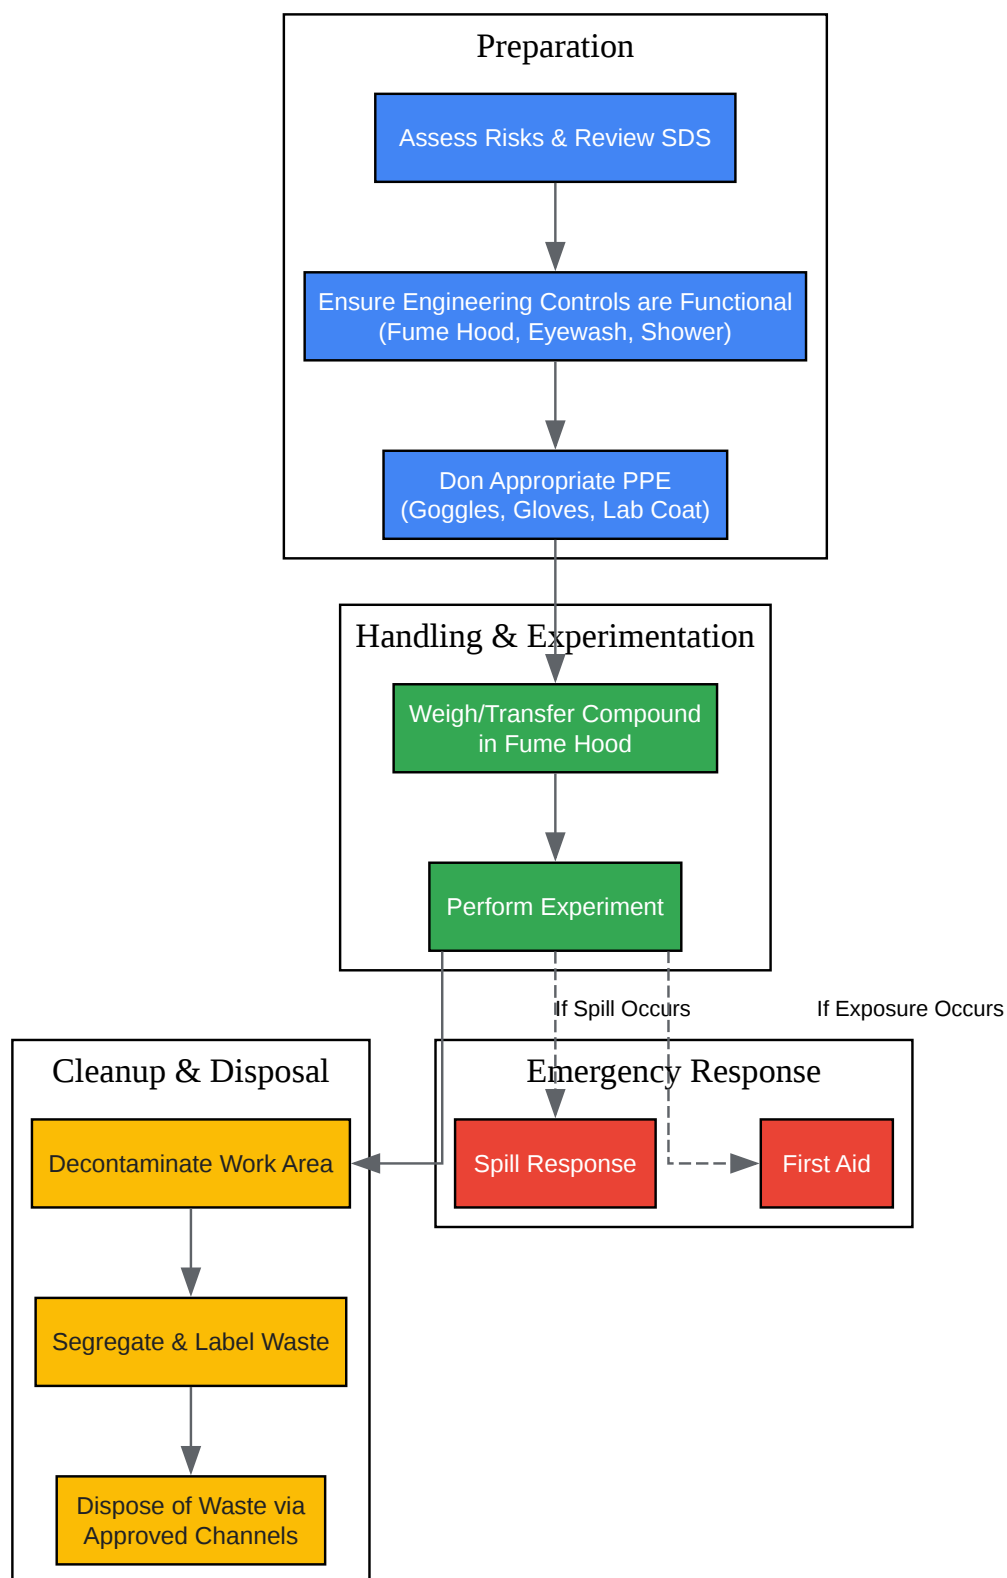 Preparation
Assess Risks & Review SDS
Ensure Engineering Controls are Functional
(Fume Hood, Eyewash, Shower)
Don Appropriate PPE
(Goggles, Gloves, Lab Coat)
Handling & Experimentation
Weigh/Transfer Compound
in Fume Hood
Perform Experiment
If Spill Occurs
If Exposure Occurs
Cleanup & Disposal
Decontaminate Work Area
Segregate & Label Waste
Dispose of Waste via
Approved Channels
Emergency Response
Spill Response
First Aid